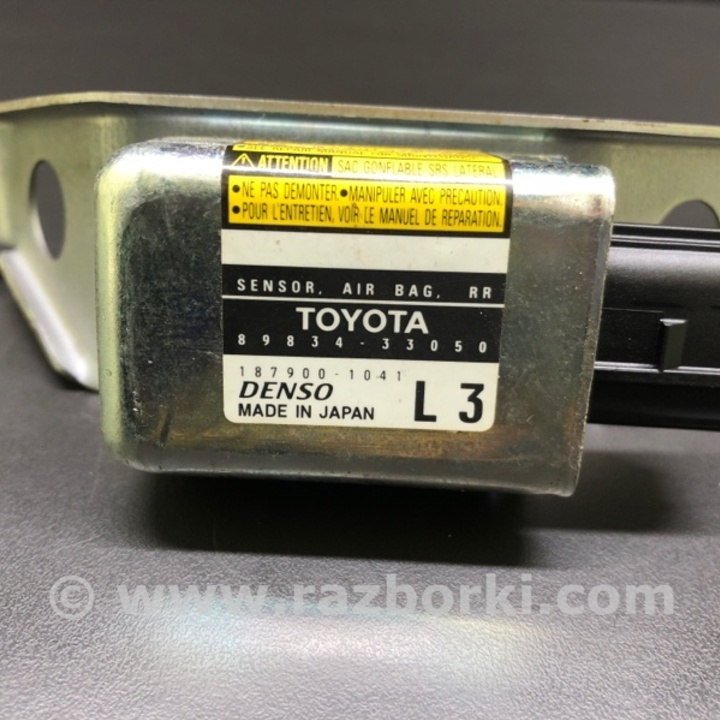 ATTENTION SAC GONFLABLE SRS LATERAL
•NE PAS DEMONTER.•MANIPULER AVEC PRECAUTION.
•POUR L'ENTRETIEN, VOIR LE MANUEL DE REPARATION.
SENSOR, AIR BAG, RR
TOYOTA
89834-33050
187900-1041
DENSO
MADE IN JAPAN
L 3
© www.razborki.com